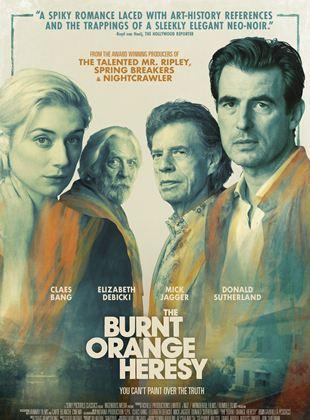 "A SPIKY ROMANCE LACED WITH ART-HISTORY REFERENCES
AND THE TRAPPINGS OF A SLEEKLY ELEGANT NEO-NOIR."
THE HOLLYWOOD REPORTER
FROM THE AWARD WINNING PRODUCERS OF
THE TALENTED MR. RIPLEY,
SPRING BREAKERS
& NIGHTCRAWLER
CLAES
BANG
ELIZABETH
DEBICKI
MICK
JAGGER
DONALD
SUTHERLAND
THE
BURNT
ORANGE
HERESY
YOU CAN'T PAINT OVER THE TRUTH